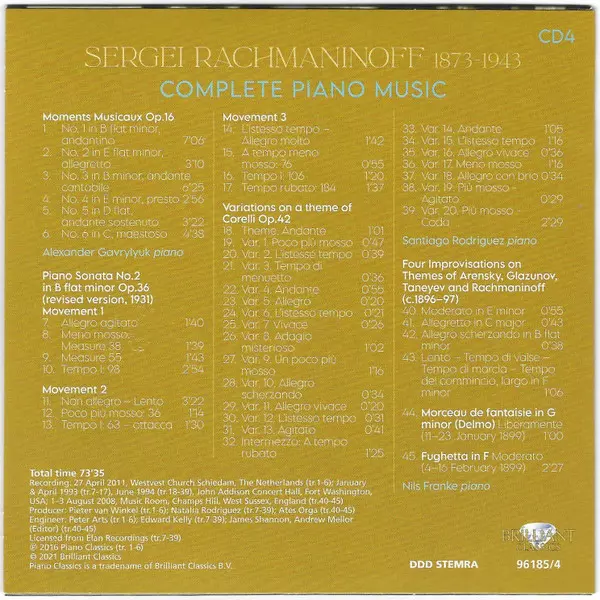 SERGEI RACHMANINOFF 1873-1943
CD4
COMPLETE PIANO MUSIC
Moments Musicaux Op.16
1. No. 1 in B flat minor,
andantino 7'06
2. No. 2 in E flat minor,
allegretto 3'10
3. No. 3 in B minor, andante
cantabile 6'25
4. No. 4 in E minor, presto 2'56
5. No. 5 in D flat,
andante sostenuto 3'22
6. No. 6 in C, maestoso 4'35
Alexander Gavrylyuk piano
Piano Sonata No.2
in B flat minor Op.36
(revised version, 1931)
Movement 1
7. Allegro agitato 1'40
8. Meno mosso:
Measure 38 1'39
9. Measure 55 1'43
10. Tempo I: 98 2'54
Movement 2
11. Non allegro – Lento 3'22
12. Poco più mosso: 36 1'14
13. Tempo I: 63 - attacca 1'30
Movement 3
14. L'istesso tempo –
Allegro molto 1'42
15. A tempo meno
mosso: 76 0'55
16. Tempo I: 106 1'20
17. Tempo rubato: 184 1'37
Variations on a theme of
Corelli Op.42
18 Theme. Andante 1'01
19. Var. 1. Poco più mosso 0'47
20. Var. 2. L'istesso tempo 0'39
21. Var. 3. Tempo di
menuetto 0'36
22. Var. 4. Andante 0'55
23. Var. 5. Allegro 0'20
24. Var. 6. L'istesso tempo 0'21
25. Var. 7. Vivace 0'26
26 Var. 8. Adagio
misterioso 1'02
27. Var. 9. Un poco più
mosso 1'16
28. Var. 10. Allegro
scherzando 0'34
29. Var. 11. Allegro vivace 0'20
30. Var. 12. L'istesso tempo 0'31
31. Var. 13. Agitato 0'41
32 Intermezzo: A tempo
rubato 1'25
33. Var. 14. Andante 1'05
34. Var. 15. L'istesso tempo 1'16
35. Var. 16. Allegro vivace 0'36
36. Var. 17. Meno mosso 1'16
37. Var. 18. Allegro con brio 0'34
38. Var. 19. Più mosso –
Agitato 0'29
39. Var. 20. Più mosso –
Coda 2'29
Santiago Rodriguez piano
Four Improvisations on
Themes of Arensky, Glazunov,
Taneyev and Rachmaninoff
(c.1896-97)
40. Moderato in E minor 0'55
41. Allegretto in C major 0'43
42. Allegro scherzando in B flat
minor 0'38
43. Lento – Tempo di Valse –
Tempo di marcia – Tempo
del commincio, largo in F
minor 1'06
44. Morceau de fantaisie in G
minor (Delmo) Liberamente
(11-23 January 1899) 1'00
45. Fughetta in F Moderato
(4-16 February 1899) 2'27
Nils Franke piano
Total time 73'35
Recording: 27 April 2011, Westvest Church Schiedam, The Netherlands (tr.1-6); January
& April 1993 (tr.7-17), June 1994 (tr.18-39), John Addison Concert Hall, Fort Washington,
USA; 1-3 August 2008, Music Room, Champs Hill, West Sussex, England (tr.40-45)
Producer: Pieter van Winkel (tr.1-6); Natalia Rodriguez (tr.7-39); Ates Orga (tr.40-45)
Engineer: Peter Arts (tr.1-6); Edward Kelly (tr.7-39); James Shannon, Andrew Mellor
(Editor) (tr.40-45)
Licensed from Elan Recordings (tr.7-39)
℗ 2016 Piano Classics (tr. 1-6)
© 2021 Brilliant Classics
Piano Classics is a trademark of Brilliant Classics B.V.
BRILLIANT
CLASSICS
DDD STEMRA 96185/4